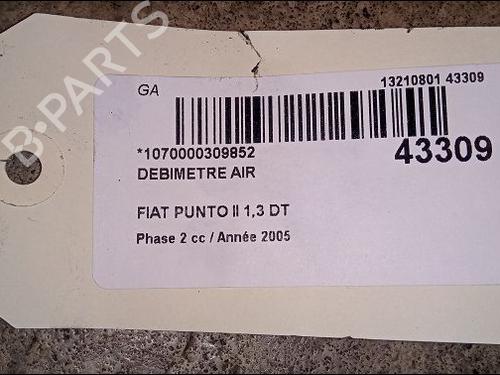 B-PARTS
GA
13210801 43309
*1070000309852
43309
DEBIMETRE AIR
FIAT PUNTO II 1,3 DT
Phase 2 cc / Année 2005